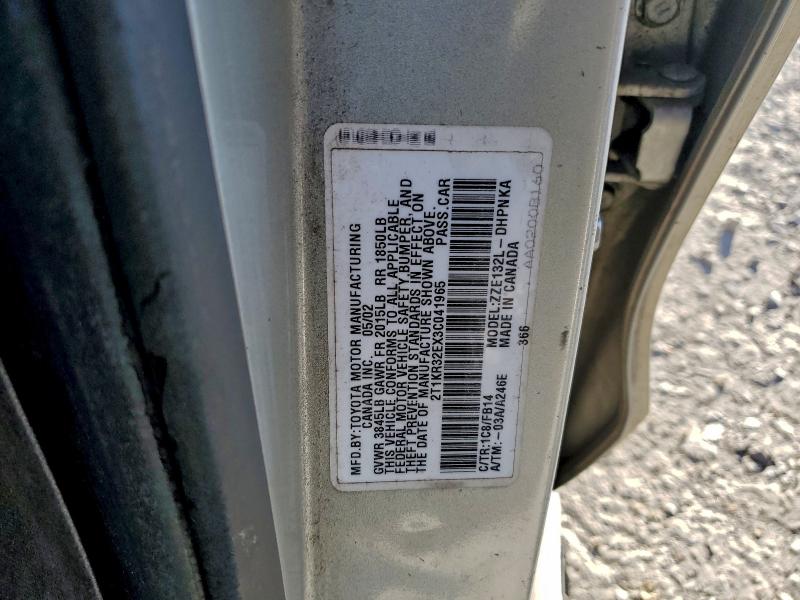 MFD.BY:TOYOTA MOTOR MANUFACTURING
CANADA INC. 05/02
GVWR 3845LB GAWR FR 2015LB RR 1850LB
THIS VEHICLE CONFORMS TO ALL APPLICABLE
FEDERAL MOTOR VEHICLE SAFETY, BUMPER, AND
THEFT PREVENTION STANDARDS IN EFFECT ON
THE DATE OF MANUFACTURE SHOWN ABOVE.
2T1KR32EX3C041965 PASS.CAR
C/TR:1C8/FB14 MODEL:ZZE132L-DHPNKA
A/TM:-03A/A246E MADE IN CANADA
366
AA0200DB160